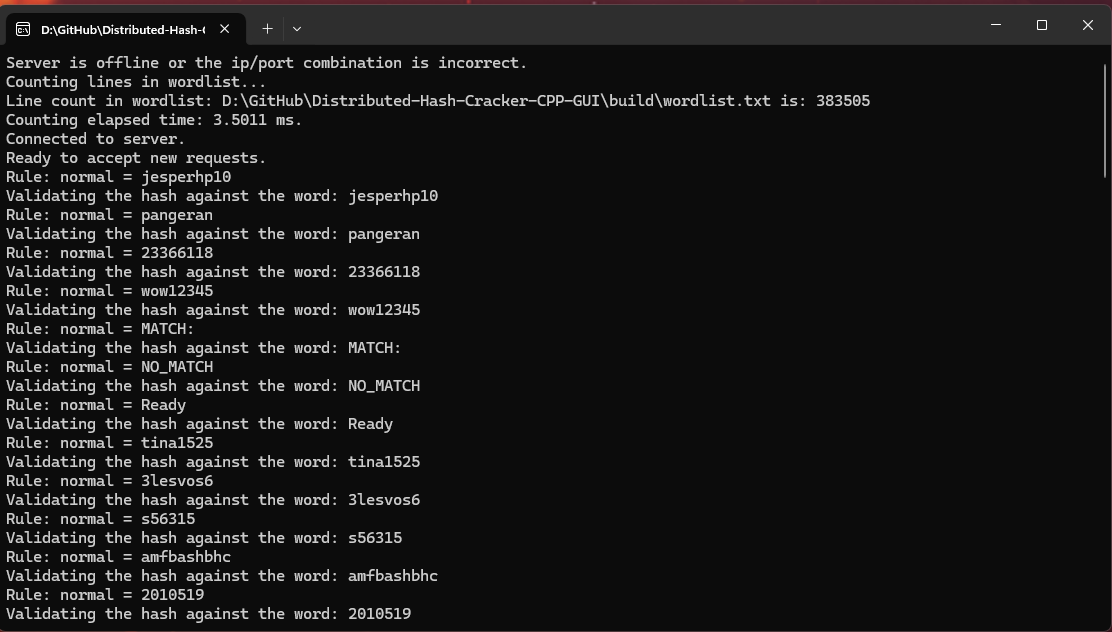 D:\GitHub\Distributed-Hash-(
Server is offline or the ip/port combination is incorrect.
Counting lines in wordlist...
Line count in wordlist: D:\GitHub\Distributed-Hash-Cracker-CPP-GUI\build\wordlist.txt is: 383505
Counting elapsed time: 3.5011 ms.
Connected to server.
Ready to accept new requests.
Rule: normal = jesperhp10
Validating the hash against the word: jesperhp10
Rule: normal = pangeran
Validating the hash against the word: pangeran
Rule: normal = 23366118
Validating the hash against the word: 23366118
Rule: normal = wow12345
Validating the hash against the word: wow12345
Rule: normal = MATCH:
Validating the hash against the word: MATCH:
Rule: normal = NO_MATCH
Validating the hash against the word: NO_MATCH
Rule: normal = Ready
Validating the hash against the word: Ready
Rule: normal = tina1525
Validating the hash against the word: tina1525
Rule: normal = 3lesvos6
Validating the hash against the word: 3lesvos6
Rule: normal = s56315
Validating the hash against the word: s56315
Rule: normal = amfbashbhc
Validating the hash against the word: amfbashbhc
Rule: normal = 2010519
Validating the hash against the word: 2010519